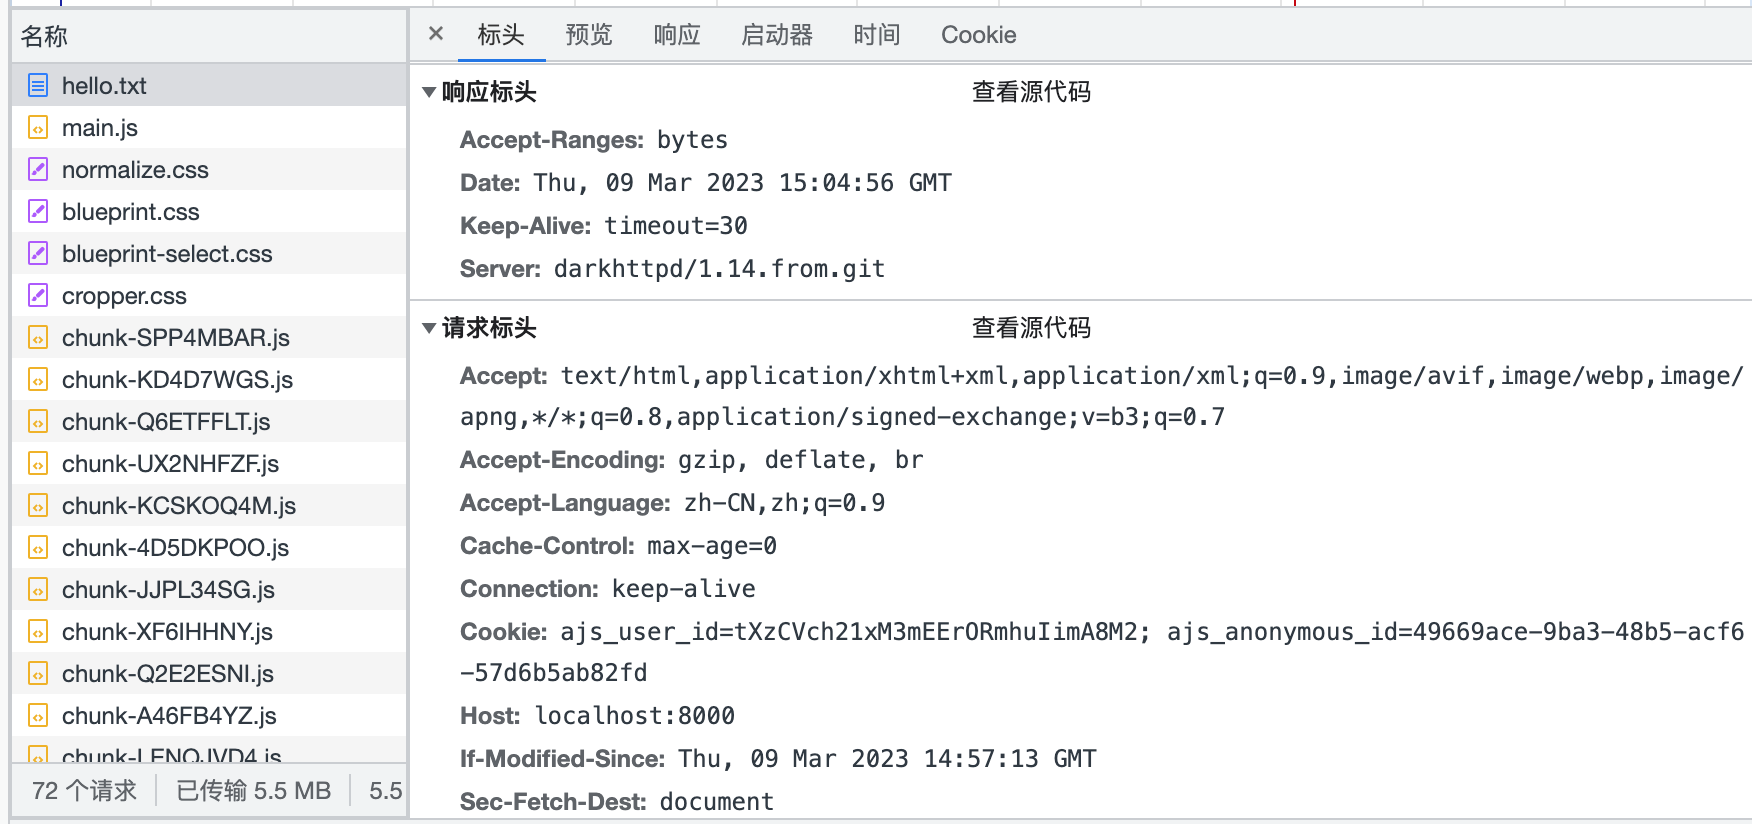 名称
hello.txt
main.js
normalize.css
blueprint.css
blueprint-select.css
cropper.css
chunk-SPP4MBAR.js
chunk-KD4D7WGS.js
chunk-Q6ETFFLT.js
chunk-UX2NHFZF.js
chunk-KCSKOQ4M.js
chunk-4D5DKPOO.js
chunk-JJPL34SG.js
chunk-XF6IHHNY.js
chunk-Q2E2ESNI.js
chunk-A46FB4YZ.js
72 个请求 已传输 5.5 MB 5.5
× 标头 预览 响应 启动器 时间 Cookie
响应标头 查看源代码
Accept-Ranges: bytes
Date: Thu, 09 Mar 2023 15:04:56 GMT
Keep-Alive: timeout=30
Server: darkhttpd/1.14.from.git
请求标头 查看源代码
Accept: text/html,application/xhtml+xml,application/xml;q=0.9,image/avif,image/webp,image/
apng,*/*;q=0.8,application/signed-exchange;v=b3;q=0.7
Accept-Encoding: gzip, deflate, br
Accept-Language: zh-CN,zh;q=0.9
Cache-Control: max-age=0
Connection: keep-alive
Cookie: ajs_user_id=tXzCVch21xM3mEErORmhuIimA8M2; ajs_anonymous_id=49669ace-9ba3-48b5-acf6
-57d6b5ab82fd
Host: localhost:8000
If-Modified-Since: Thu, 09 Mar 2023 14:57:13 GMT
Sec-Fetch-Dest: document